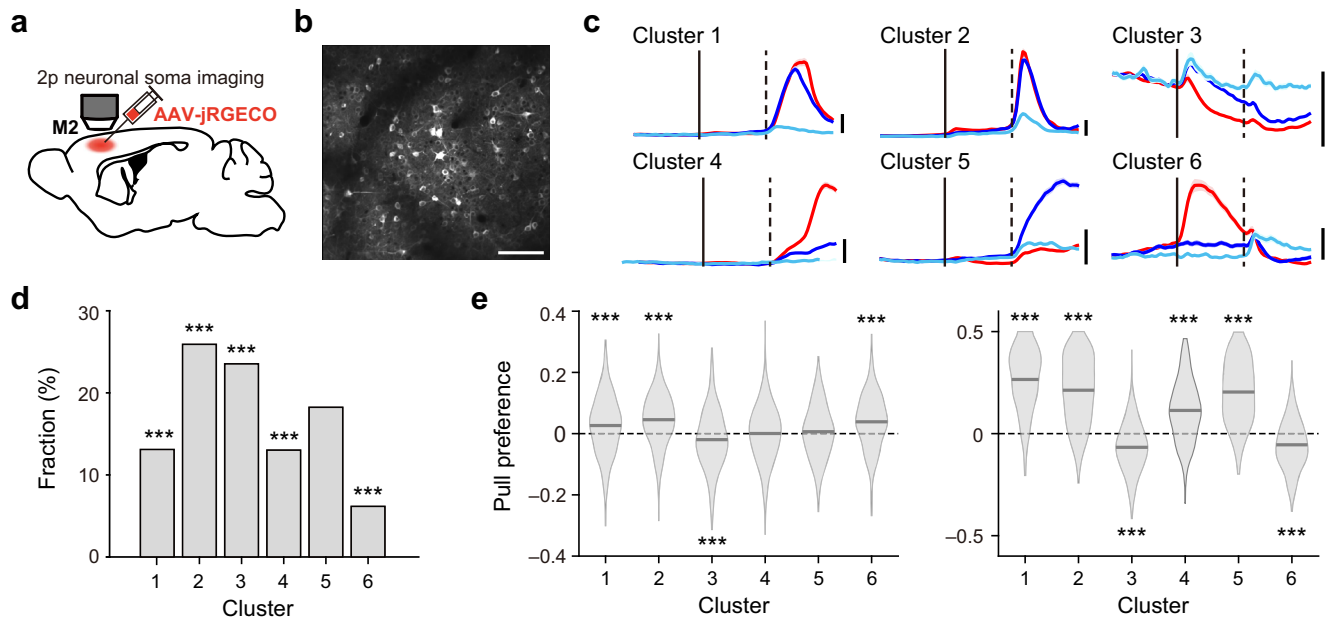 a
2p neuronal soma imaging
M2
AAV-jRGECO
b
c
Cluster 1
Cluster 2
Cluster 3
Cluster 4
Cluster 5
Cluster 6
d
Fraction (%)
30
20
10
0
***
***
***
***
***
1 2 3 4 5 6
Cluster
e
Pull preference
0.4
0.2
0
−0.2
−0.4
*** *** ***
***
1 2 3 4 5 6
Cluster
0.5
0
−0.5
*** *** *** ***
*** ***
1 2 3 4 5 6
Cluster